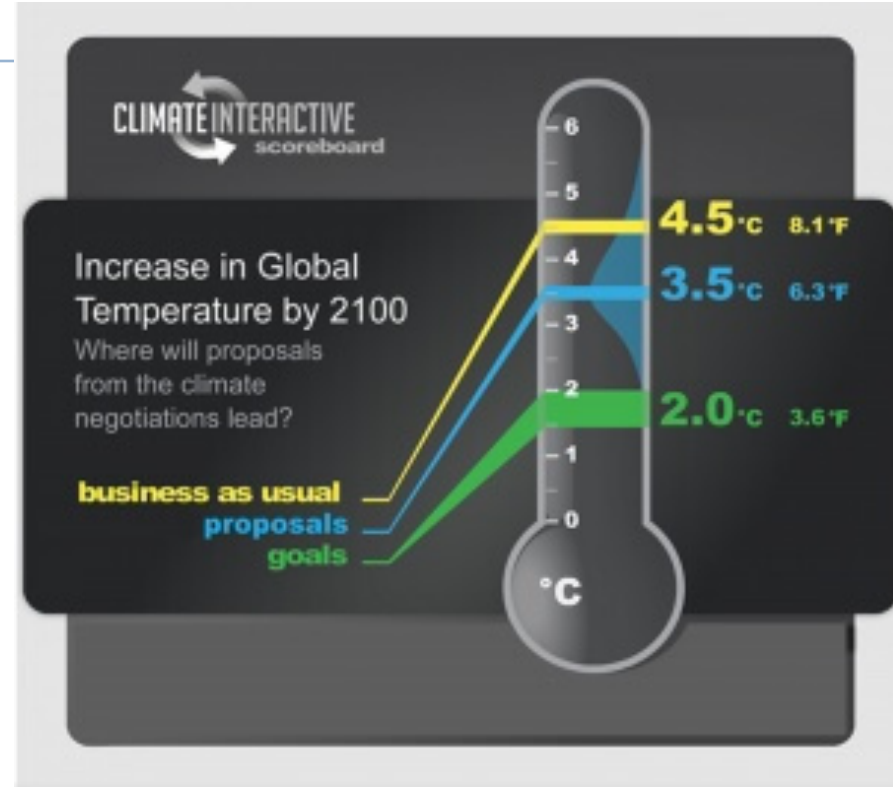 CLIMATE INTERACTIVE
scoreboard
Increase in Global
Temperature by 2100
Where will proposals
from the climate
negotiations lead?
business as usual
proposals
goals
6
5
4
3
2
1
0
°C
4.5°C 8.1°F
3.5°C 6.3°F
2.0°C 3.6°F